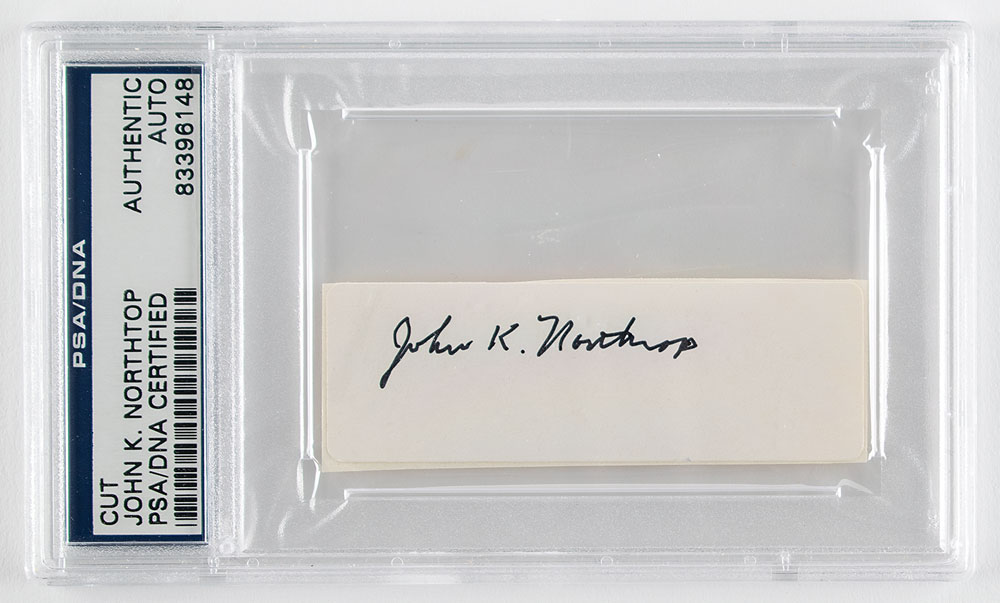 PSA/DNA
CUT
JOHN K. NORTHTOP
PSA/DNA CERTIFIED
AUTHENTIC
AUTO
83396148
John K. Northrop